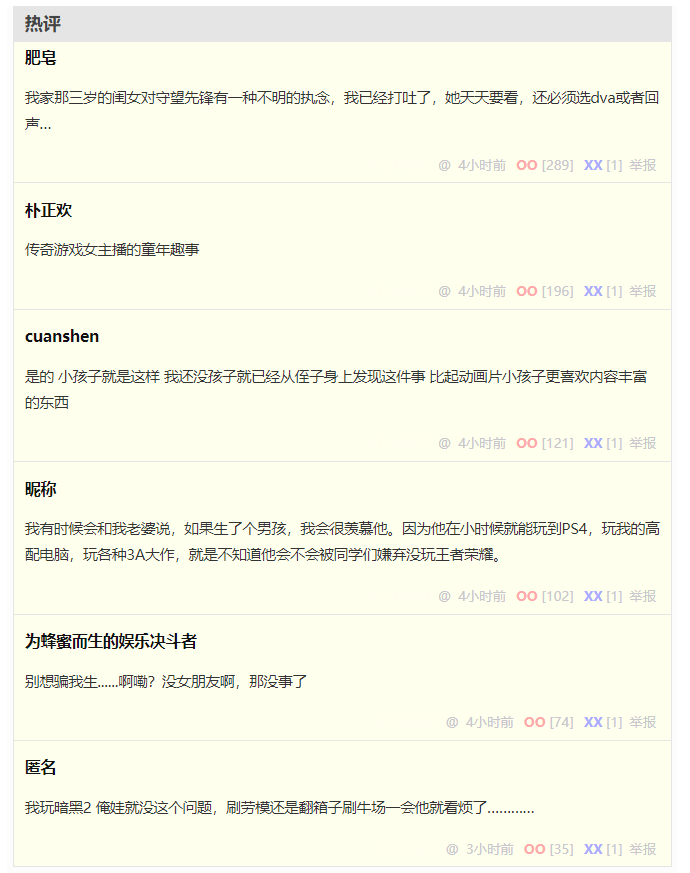 热评
肥皂
我家那三岁的闺女对守望先锋有一种不明的执念，我已经打吐了，她天天要看，还必须选dva或者回
声...
@ 4小时前 OO [289] XX [1] 举报
朴正欢
传奇游戏女主播的童年趣事
@ 4小时前 OO [196] XX [1] 举报
cuanshen
是的 小孩子就是这样 我还没孩子就已经从侄子身上发现这件事 比起动画片小孩子更喜欢内容丰富
的东西
@ 4小时前 OO [121] XX [1] 举报
昵称
我有时候会和我老婆说，如果生了个男孩，我会很羡慕他。因为他在小时候就能玩到PS4，玩我的高
配电脑，玩各种3A大作，就是不知道他会不会被同学们嫌弃没玩王者荣耀。
@ 4小时前 OO [102] XX [1] 举报
为蜂蜜而生的娱乐决斗者
别想骗我生......啊嘞？没女朋友啊，那没事了
@ 4小时前 OO [74] XX [1] 举报
匿名
我玩暗黑2 俺娃就没这个问题，刷劳模还是翻箱子刷牛场一会他就看烦了…………
@ 3小时前 OO [35] XX [1] 举报